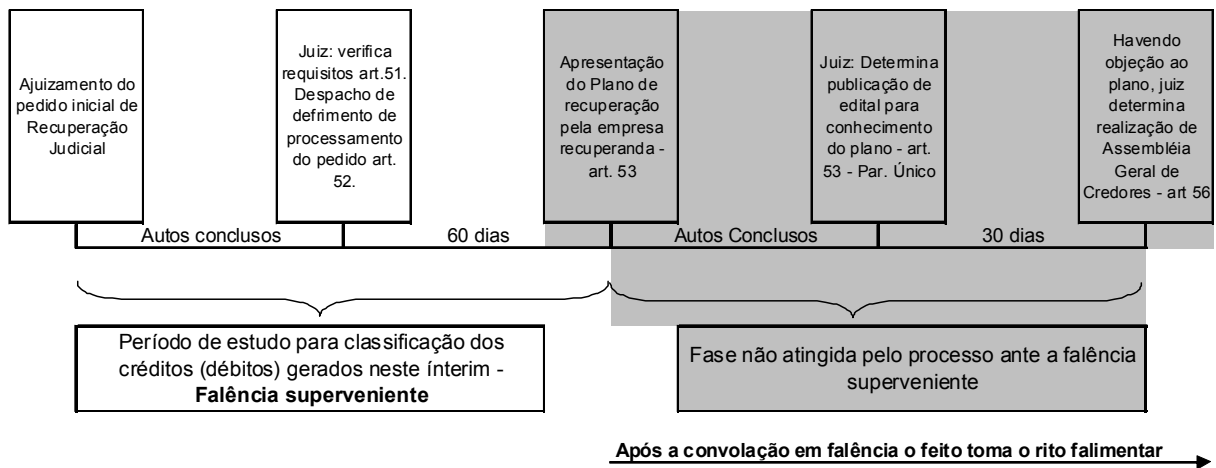 Ajuizamento do
pedido inicial de
Recuperação
Judicial
Juiz: verifica
requisitos art.51.
Despacho de
defrimento de
processamento
do pedido art.
52.
Apresentação
do Plano de
recuperação
pela empresa
recuperanda -
art. 53
Juiz: Determina
publicação de
edital para
conhecimento
do plano - art.
53 - Par. Único
Havendo
objeção ao
plano, juiz
determina
realização de
Assembléia
Geral de
Credores - art 56
Autos conclusos
60 dias
Autos Conclusos
30 dias
Período de estudo para classificação dos
créditos (débitos) gerados neste ínterim -
Falência superveniente
Fase não atingida pelo processo ante a falência
superveniente
Após a convolação em falência o feito toma o rito falimentar